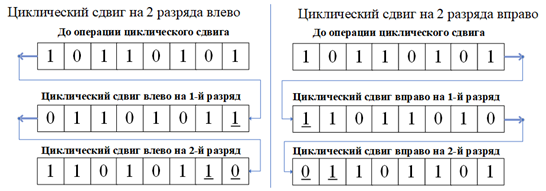 Циклический сдвиг на 2 разряда влево
До операции циклического сдвига
1 0 1 1 0 1 0 1
Циклический сдвиг влево на 1-й разряд
0 1 1 0 1 0 1 1
Циклический сдвиг влево на 2-й разряд
1 1 0 1 0 1 1 0
Циклический сдвиг на 2 разряда вправо
До операции циклического сдвига
1 0 1 1 0 1 0 1
Циклический сдвиг вправо на 1-й разряд
1 1 0 1 1 0 1 0
Циклический сдвиг вправо на 2-й разряд
0 1 1 0 1 1 0 1